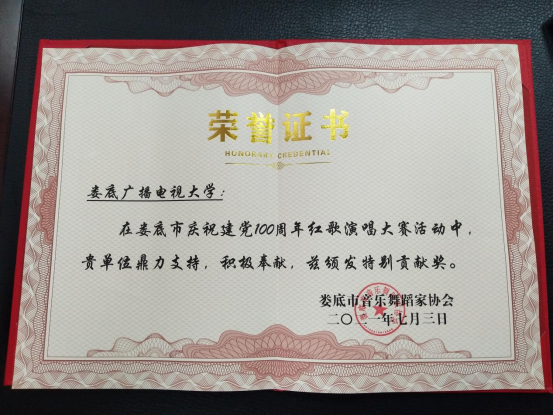 荣誉证书
HONORARY CREDENTIAL
娄底广播电视大学：
在娄底市庆祝建党100周年红歌演唱大赛活动中，
贵单位鼎力支持，积极奉献，兹颁发特别贡献奖。
娄底市音乐舞蹈家协会
二〇二一年七月三日